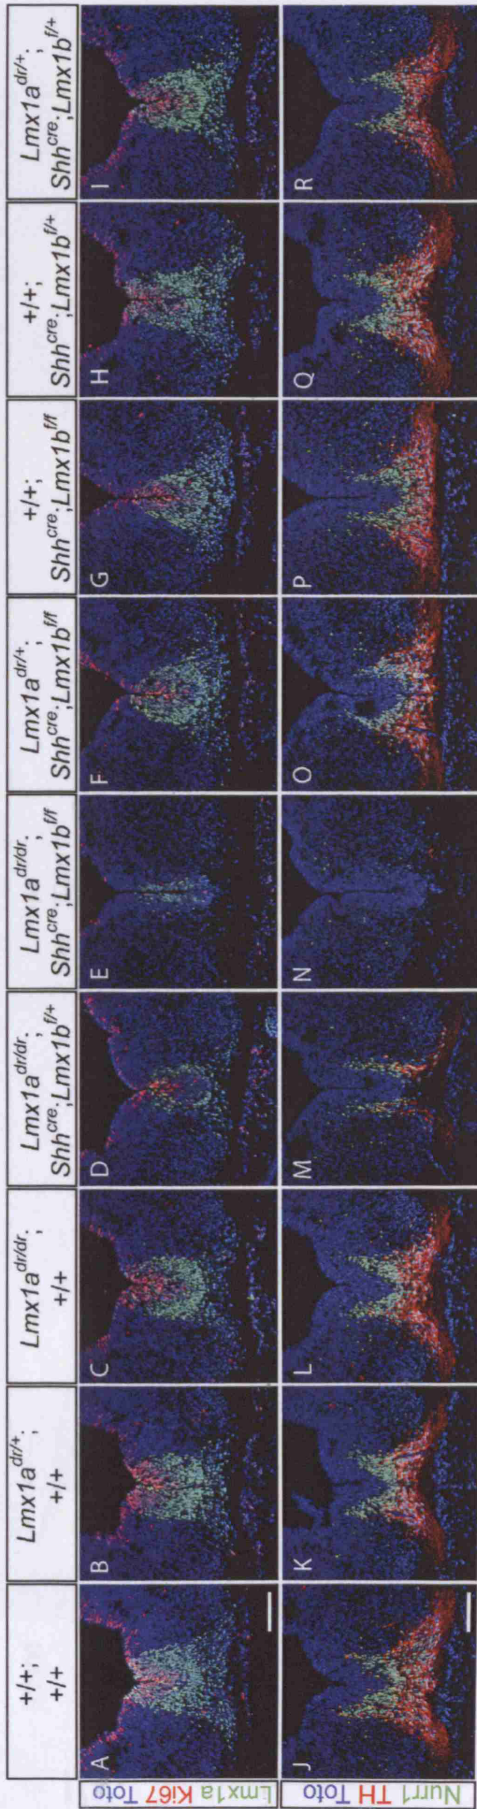 +/+;
+/+
Lmx1a^dr/+;
+/+
Lmx1a^dr/dr;
+/+
Lmx1a^dr/dr;
Shh^cre;Lmx1b^f/+
Lmx1a^dr/dr;
Shh^cre;Lmx1b^f/f
Lmx1a^dr/+;
Shh^cre;Lmx1b^f/f
+/+;
Shh^cre;Lmx1b^f/f
+/+;
Shh^cre;Lmx1b^f/+
Lmx1a^dr/+;
Shh^cre;Lmx1b^f/+
Lmx1a Ki67 Toto
A
B
C
D
E
F
G
H
I
Nurr1 TH Toto
J
K
L
M
N
O
P
Q
R